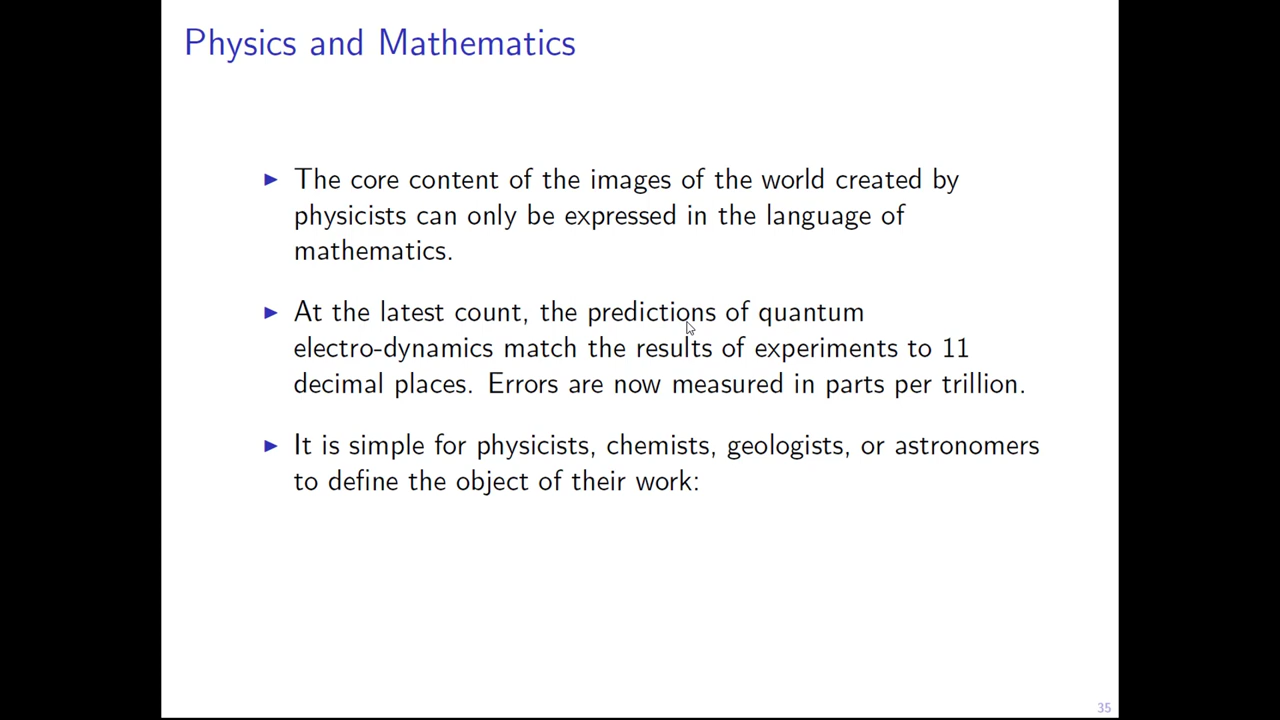 Physics and Mathematics
▶ The core content of the images of the world created by
physicists can only be expressed in the language of
mathematics.
▶ At the latest count, the predictions of quantum
electro-dynamics match the results of experiments to 11
decimal places. Errors are now measured in parts per trillion.
▶ It is simple for physicists, chemists, geologists, or astronomers
to define the object of their work:
35